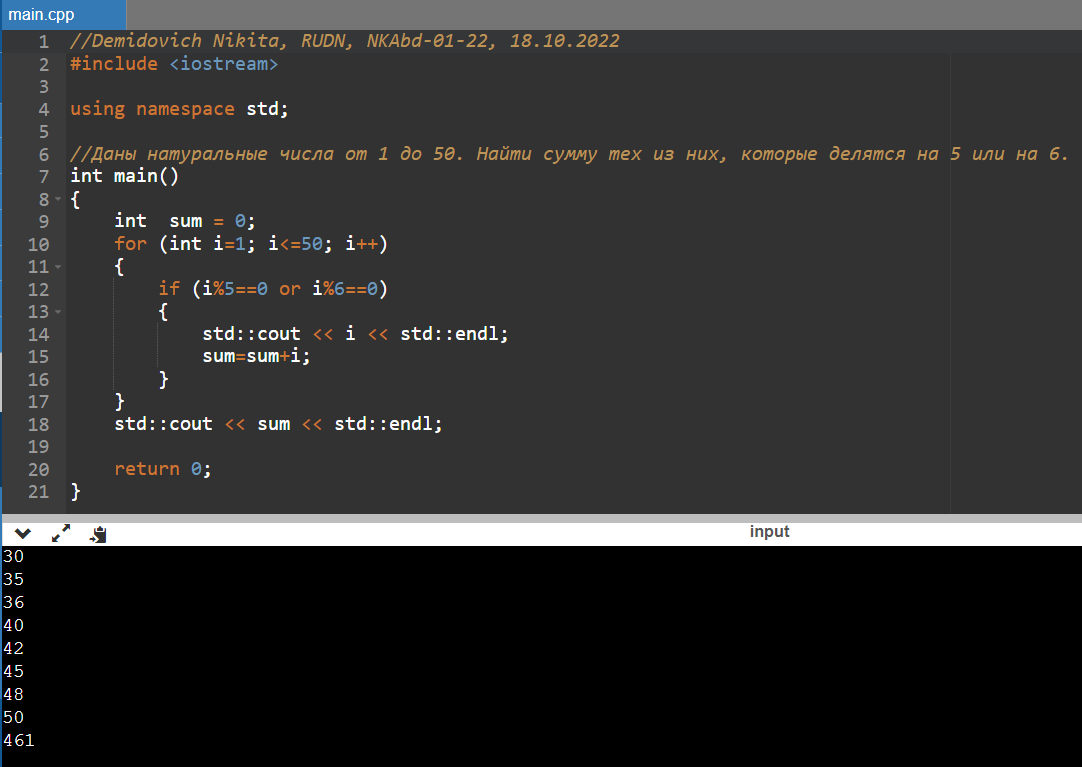 main.cpp
1 //Demidovich Nikita, RUDN, NKAbd-01-22, 18.10.2022
2 #include <iostream>
3
4 using namespace std;
5
6 //Даны натуральные числа от 1 до 50. Найти сумму тех из них, которые делятся на 5 или на 6.
7 int main()
8 {
9     int  sum = 0;
10     for (int i=1; i<=50; i++)
11     {
12         if (i%5==0 or i%6==0)
13         {
14             std::cout << i << std::endl;
15             sum=sum+i;
16         }
17     }
18     std::cout << sum << std::endl;
19
20     return 0;
21 }
input
30
35
36
40
42
45
48
50
461